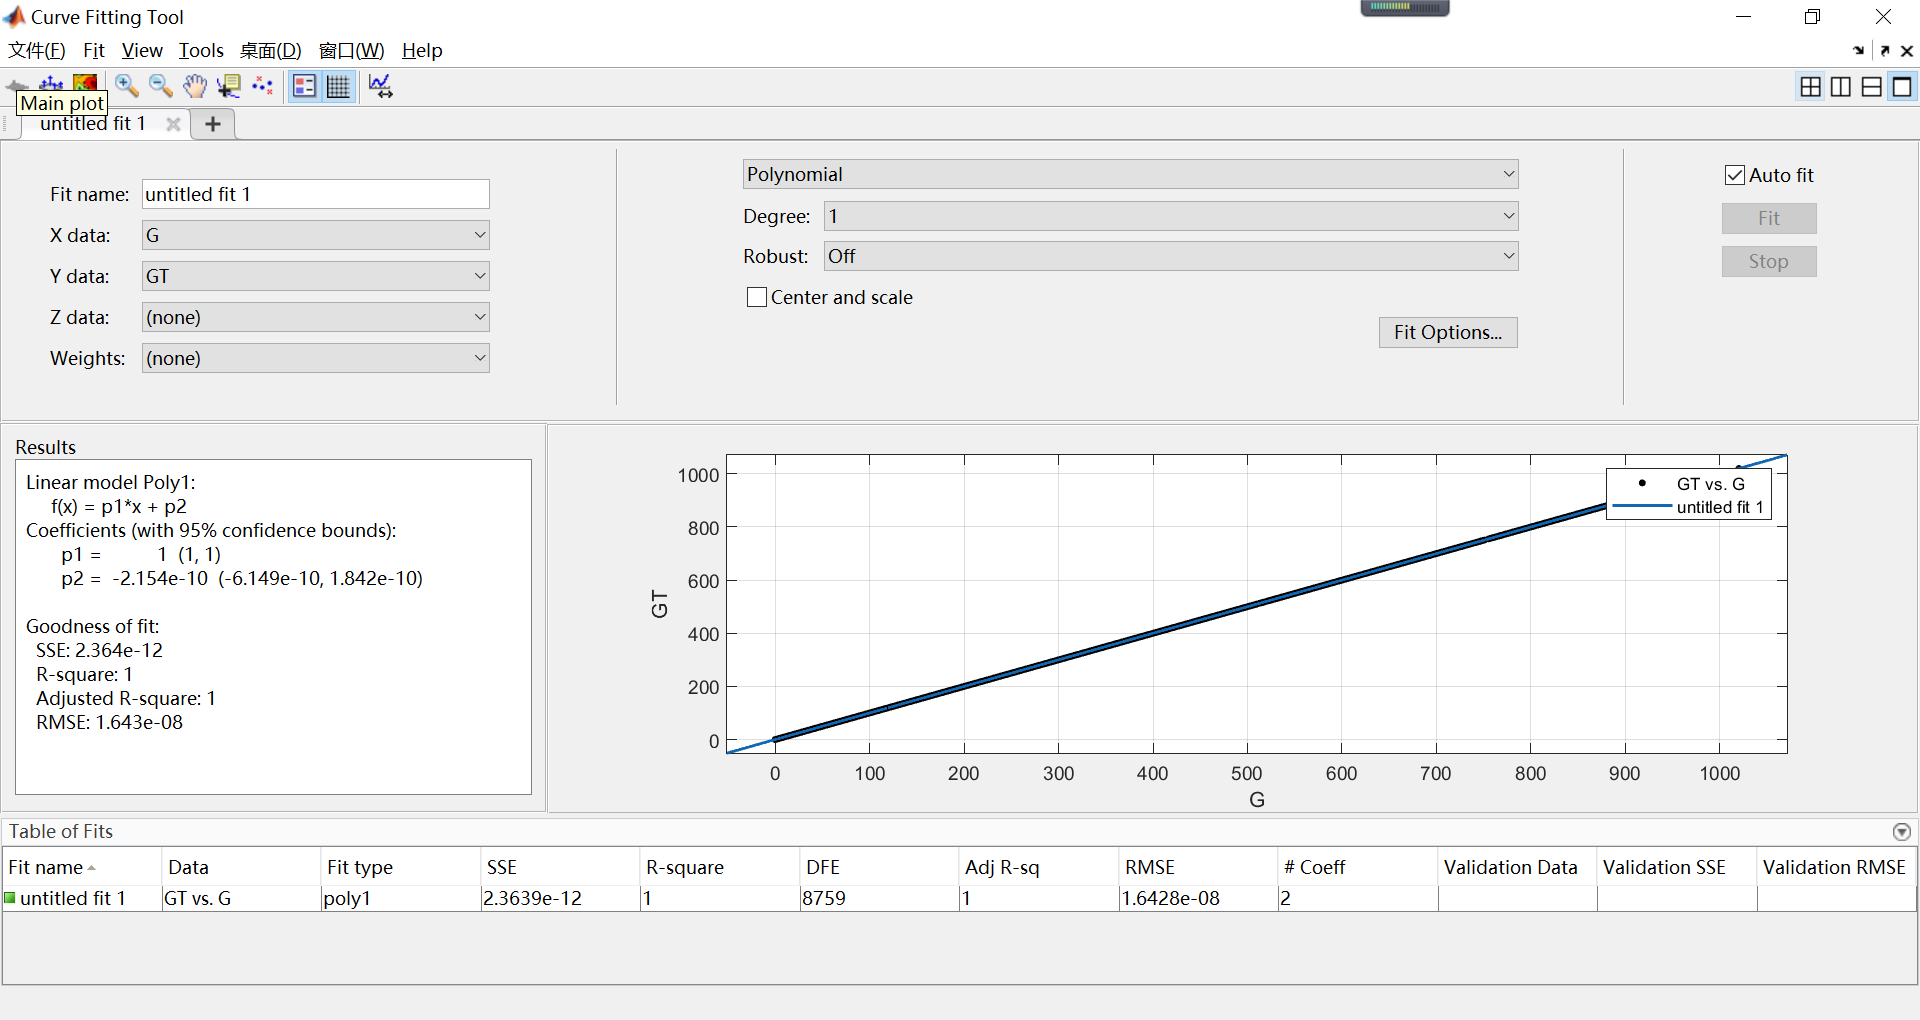 Curve Fitting Tool
文件(F) Fit View Tools 桌面(D) 窗口(W) Help
Main plot
untitled fit 1
Fit name: untitled fit 1
X data: G
Y data: GT
Z data: (none)
Weights: (none)
Polynomial
Degree: 1
Robust: Off
Center and scale
Fit Options...
Auto fit
Fit
Stop
Results
Linear model Poly1:
f(x) = p1*x + p2
Coefficients (with 95% confidence bounds):
p1 = 1 (1, 1)
p2 = -2.154e-10 (-6.149e-10, 1.842e-10)
Goodness of fit:
SSE: 2.364e-12
R-square: 1
Adjusted R-square: 1
RMSE: 1.643e-08
1000
800
600
400
200
0
GT
GT vs. G
untitled fit 1
0 100 200 300 400 500 600 700 800 900 1000
G
Table of Fits
Fit name Data Fit type SSE R-square DFE Adj R-sq RMSE # Coeff Validation Data Validation SSE Validation RMSE
untitled fit 1 GT vs. G poly1 2.3639e-12 1 8759 1 1.6428e-08 2